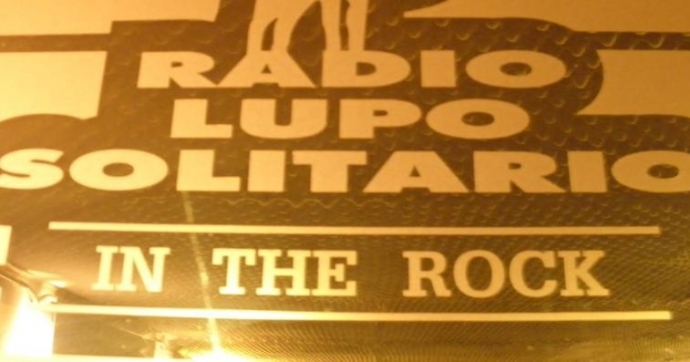 RADIO
LUPO
SOLITARIO
IN THE ROCK